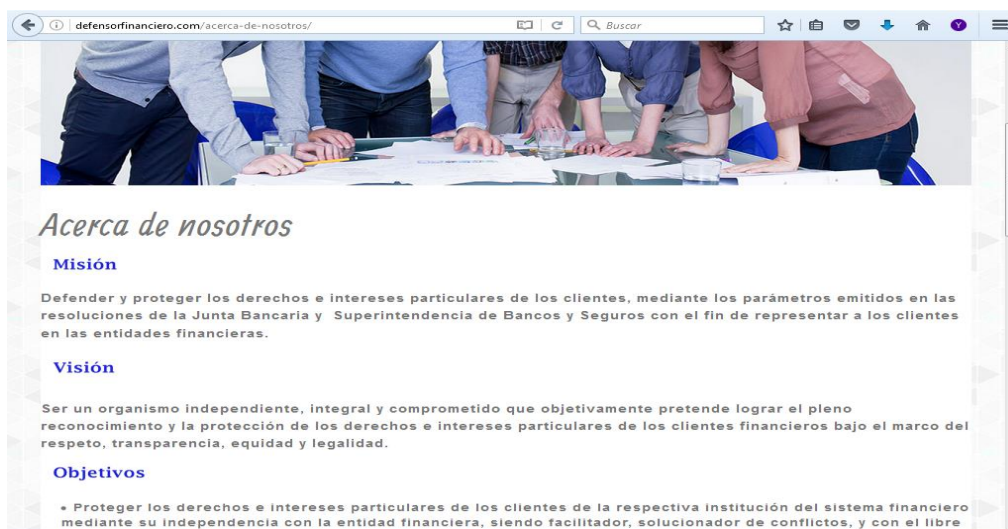 defensorfinanciero.com/acerca-de-nosotros/
Buscar
Y
Acerca de nosotros
Misión
Defender y proteger los derechos e intereses particulares de los clientes, mediante los parámetros emitidos en las
resoluciones de la Junta Bancaria y Superintendencia de Bancos y Seguros con el fin de representar a los clientes
en las entidades financieras.
Visión
Ser un organismo independiente, integral y comprometido que objetivamente pretende lograr el pleno
reconocimiento y la protección de los derechos e intereses particulares de los clientes financieros bajo el marco del
respeto, transparencia, equidad y legalidad.
Objetivos
• Proteger los derechos e intereses particulares de los clientes de la respectiva institución del sistema financiero
mediante su independencia con la entidad financiera, siendo facilitador, solucionador de conflictos, y con el libre